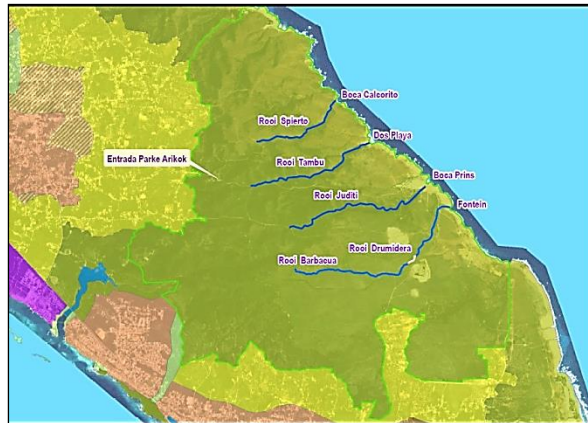 Boca Calcorito
Rooi Spierto
Dos Playa
Entrada Parke Arikok
Rooi Tambu
Boca Prins
Rooi Juditi
Fontein
Rooi Drumidera
Rooi Barbacua